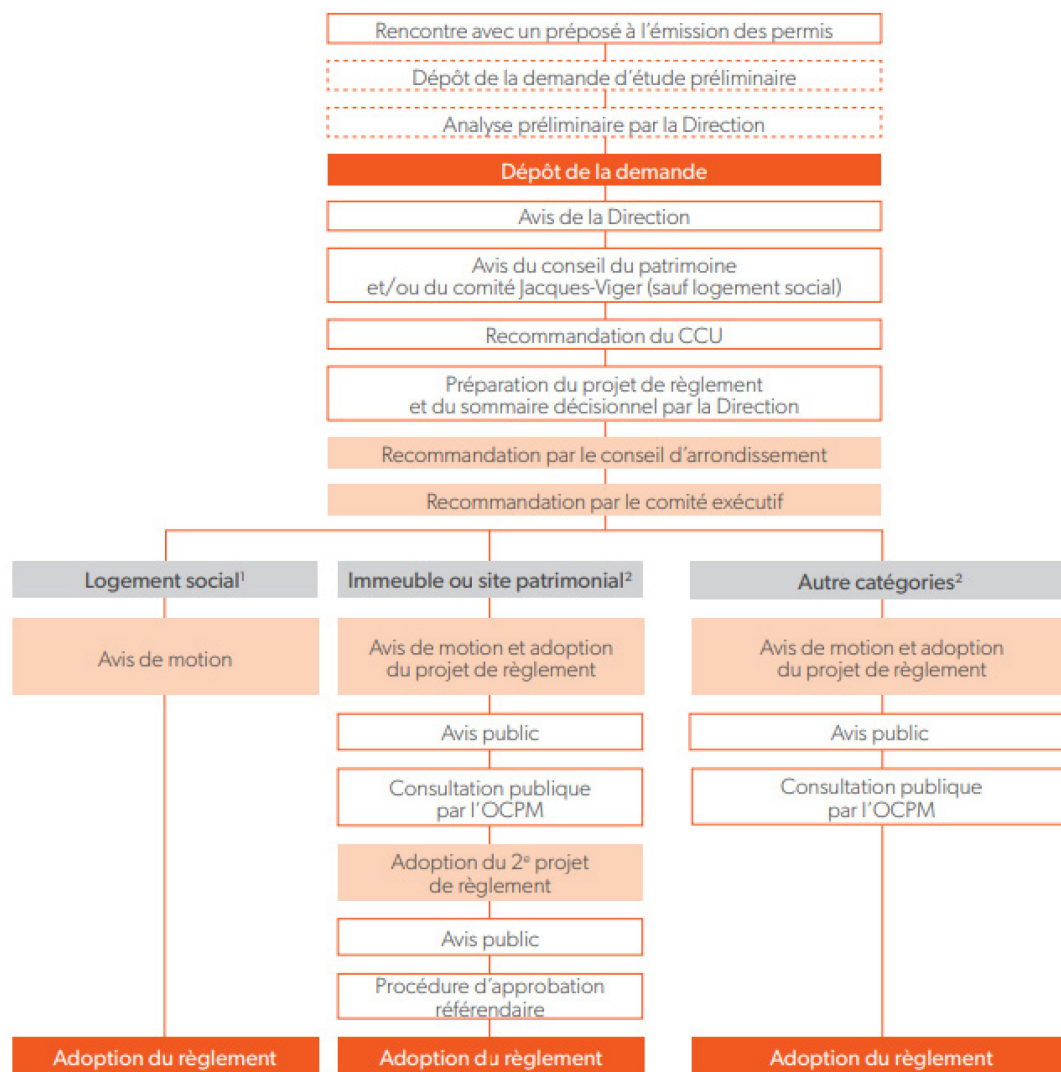 Rencontre avec un préposé à l'émission des permis
Dépôt de la demande d'étude préliminaire
Analyse préliminaire par la Direction
Dépôt de la demande
Avis de la Direction
Avis du conseil du patrimoine
et/ou du comité Jacques-Viger (sauf logement social)
Recommandation du CCU
Préparation du projet de règlement
et du sommaire décisionnel par la Direction
Recommandation par le conseil d'arrondissement
Recommandation par le comité exécutif
Logement social¹
Avis de motion
Adoption du règlement
Immeuble ou site patrimonial²
Avis de motion et adoption
du projet de règlement
Avis public
Consultation publique
par l'OCPM
Adoption du 2ᵉ projet
de règlement
Avis public
Procédure d'approbation
référendaire
Adoption du règlement
Autre catégories²
Avis de motion et adoption
du projet de règlement
Avis public
Consultation publique
par l'OCPM
Adoption du règlement